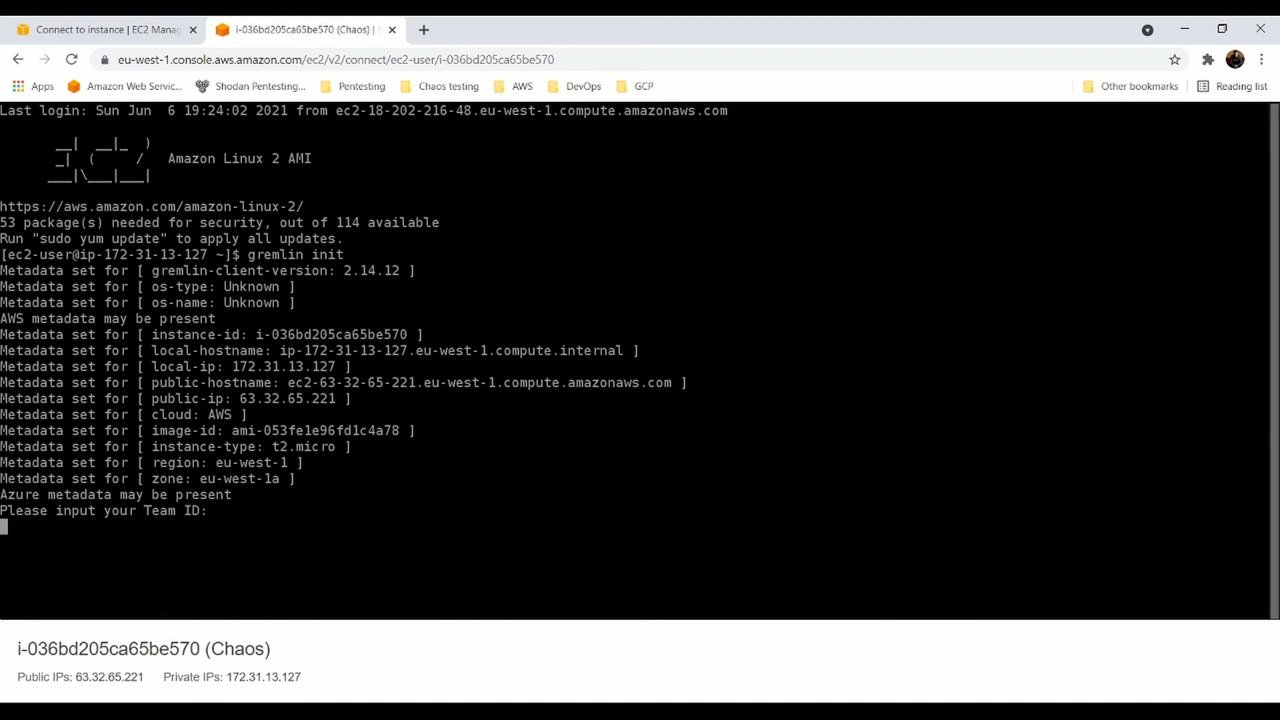 Connect to instance | EC2 Manag
i-036bd205ca65be570 (Chaos) |
eu-west-1.console.aws.amazon.com/ec2/v2/connect/ec2-user/i-036bd205ca65be570
Apps Amazon Web Servic... Shodan Pentesting... Pentesting Chaos testing AWS DevOps GCP Other bookmarks Reading list
Last login: Sun Jun  6 19:24:02 2021 from ec2-18-202-216-48.eu-west-1.compute.amazonaws.com
       __|  __|_  )
       _|  (     /   Amazon Linux 2 AMI
      ___|\___|___|
https://aws.amazon.com/amazon-linux-2/
53 package(s) needed for security, out of 114 available
Run "sudo yum update" to apply all updates.
[ec2-user@ip-172-31-13-127 ~]$ gremlin init
Metadata set for [ gremlin-client-version: 2.14.12 ]
Metadata set for [ os-type: Unknown ]
Metadata set for [ os-name: Unknown ]
AWS metadata may be present
Metadata set for [ instance-id: i-036bd205ca65be570 ]
Metadata set for [ local-hostname: ip-172-31-13-127.eu-west-1.compute.internal ]
Metadata set for [ local-ip: 172.31.13.127 ]
Metadata set for [ public-hostname: ec2-63-32-65-221.eu-west-1.compute.amazonaws.com ]
Metadata set for [ public-ip: 63.32.65.221 ]
Metadata set for [ cloud: AWS ]
Metadata set for [ image-id: ami-053fe1e96fd1c4a78 ]
Metadata set for [ instance-type: t2.micro ]
Metadata set for [ region: eu-west-1 ]
Metadata set for [ zone: eu-west-1a ]
Azure metadata may be present
Please input your Team ID:
i-036bd205ca65be570 (Chaos)
Public IPs: 63.32.65.221 Private IPs: 172.31.13.127